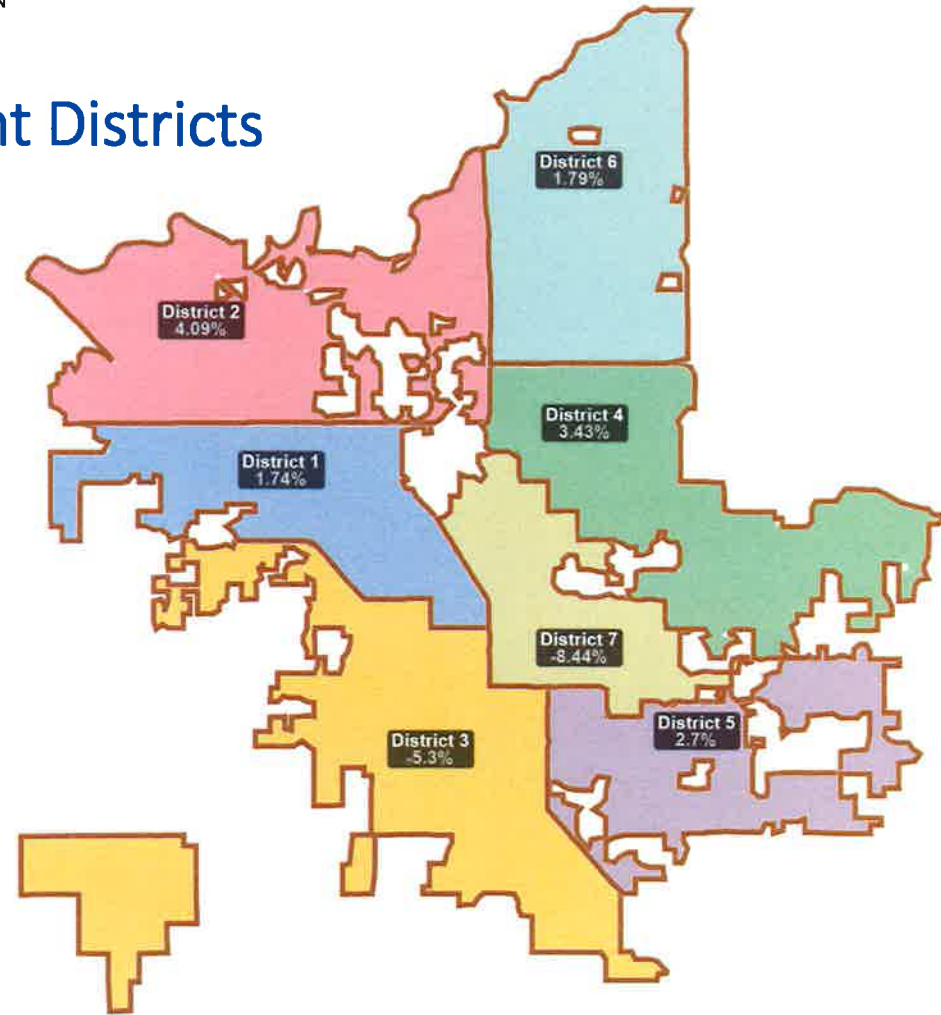 N
nt Districts
District 6
1.79%
District 2
4.09%
District 4
3.43%
District 1
1.74%
District 7
-8.44%
District 5
2.7%
District 3
-5.3%